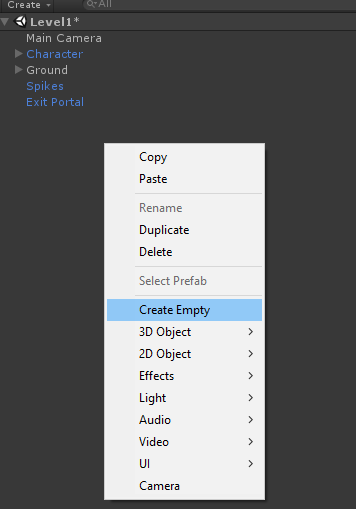 Create
All
Level1*
Main Camera
Character
Ground
Spikes
Exit Portal
Copy
Paste
Rename
Duplicate
Delete
Select Prefab
Create Empty
3D Object
2D Object
Effects
Light
Audio
Video
UI
Camera